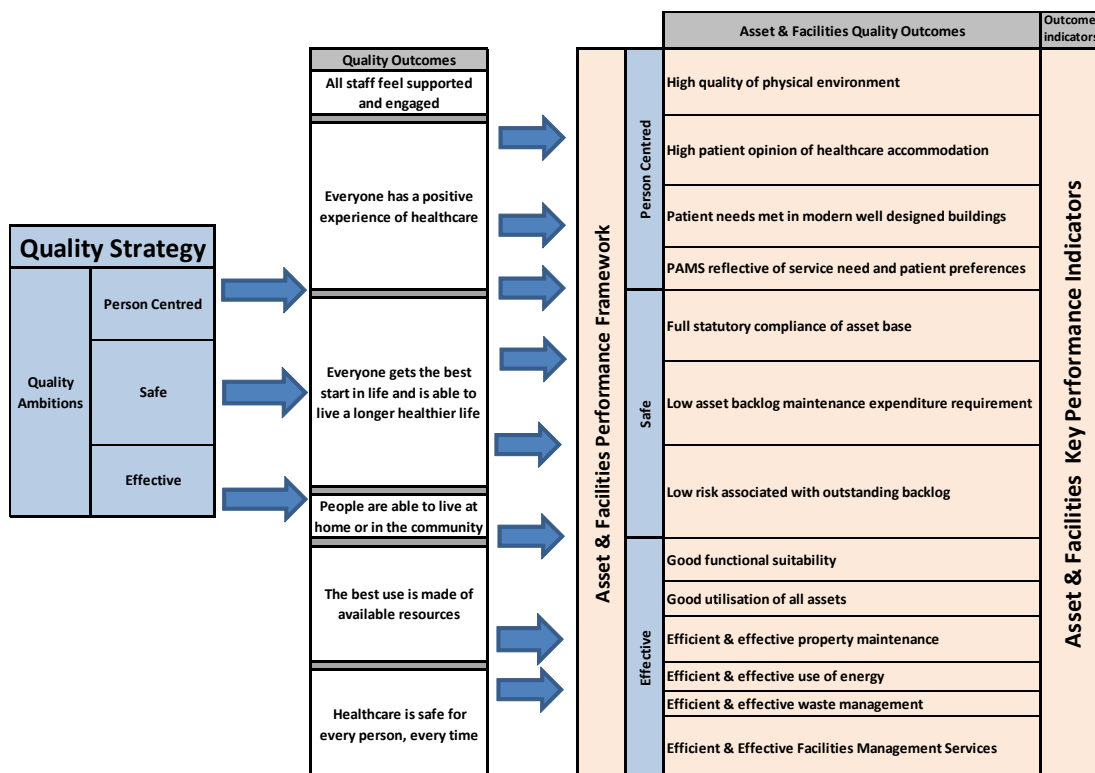 Quality Strategy
Quality
Ambitions
Person Centred
Safe
Effective
Quality Outcomes
All staff feel supported
and engaged
Everyone has a positive
experience of healthcare
Everyone gets the best
start in life and is able to
live a longer healthier life
People are able to live at
home or in the community
The best use is made of
available resources
Healthcare is safe for
every person, every time
Asset & Facilities Performance Framework
Asset & Facilities Quality Outcomes
Person Centred
High quality of physical environment
High patient opinion of healthcare accommodation
Patient needs met in modern well designed buildings
PAMS reflective of service need and patient preferences
Safe
Full statutory compliance of asset base
Low asset backlog maintenance expenditure requirement
Low risk associated with outstanding backlog
Effective
Good functional suitability
Good utilisation of all assets
Efficient & effective property maintenance
Efficient & effective use of energy
Efficient & effective waste management
Efficient & Effective Facilities Management Services
Outcome
indicators
Asset & Facilities Key Performance Indicators